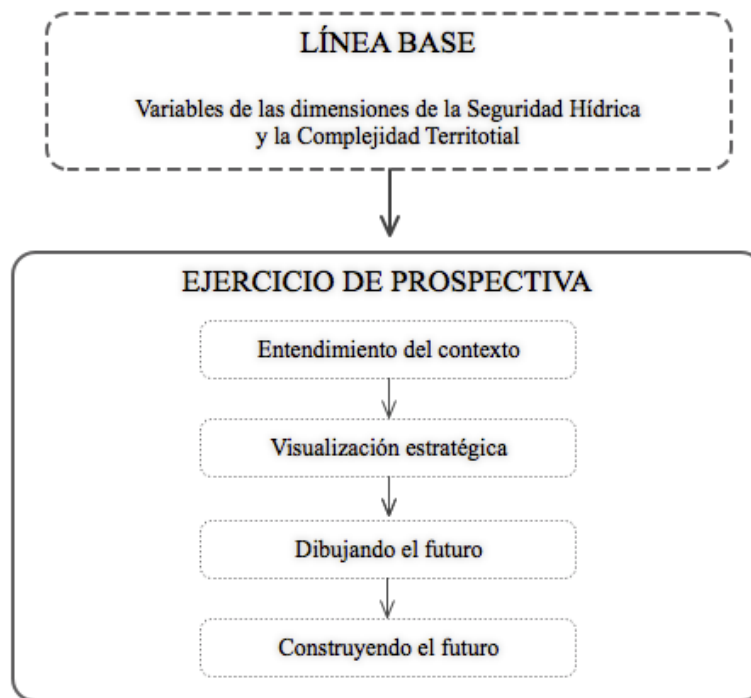 LÍNEA BASE
Variables de las dimensiones de la Seguridad Hídrica
y la Complejidad Territotial
EJERCICIO DE PROSPECTIVA
Entendimiento del contexto
Visualización estratégica
Dibujando el futuro
Construyendo el futuro